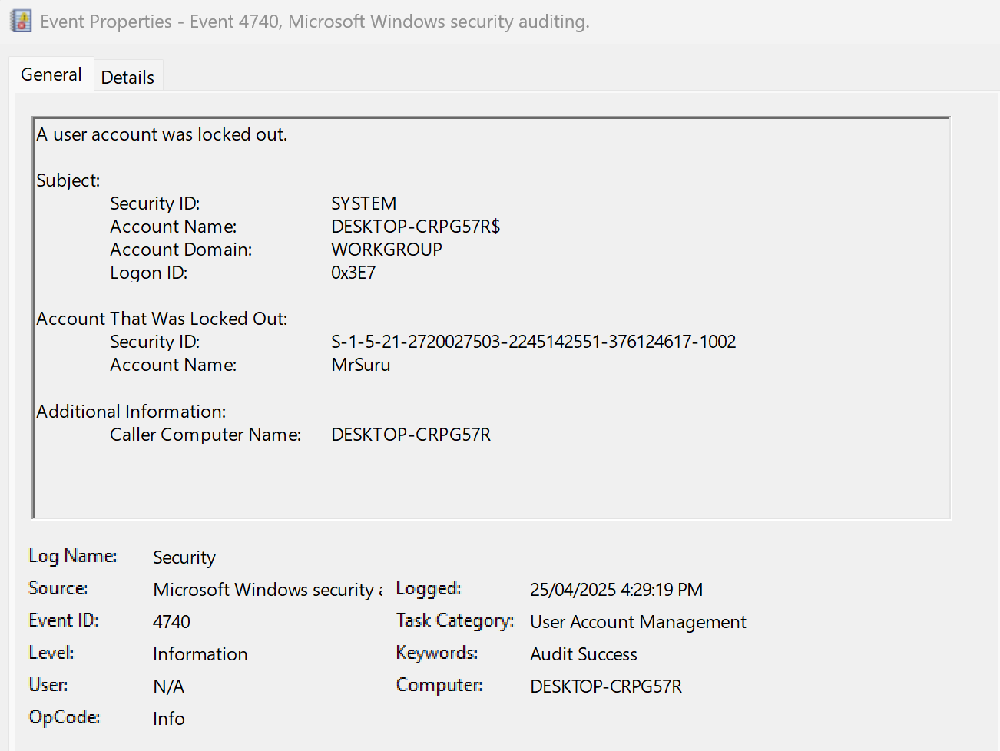 Event Properties - Event 4740, Microsoft Windows security auditing.
General Details
A user account was locked out.
Subject:
Security ID: SYSTEM
Account Name: DESKTOP-CRPG57R$
Account Domain: WORKGROUP
Logon ID: 0x3E7
Account That Was Locked Out:
Security ID: S-1-5-21-2720027503-2245142551-376124617-1002
Account Name: MrSuru
Additional Information:
Caller Computer Name: DESKTOP-CRPG57R
Log Name: Security
Source: Microsoft Windows security Logged: 25/04/2025 4:29:19 PM
Event ID: 4740 Task Category: User Account Management
Level: Information Keywords: Audit Success
User: N/A Computer: DESKTOP-CRPG57R
OpCode: Info